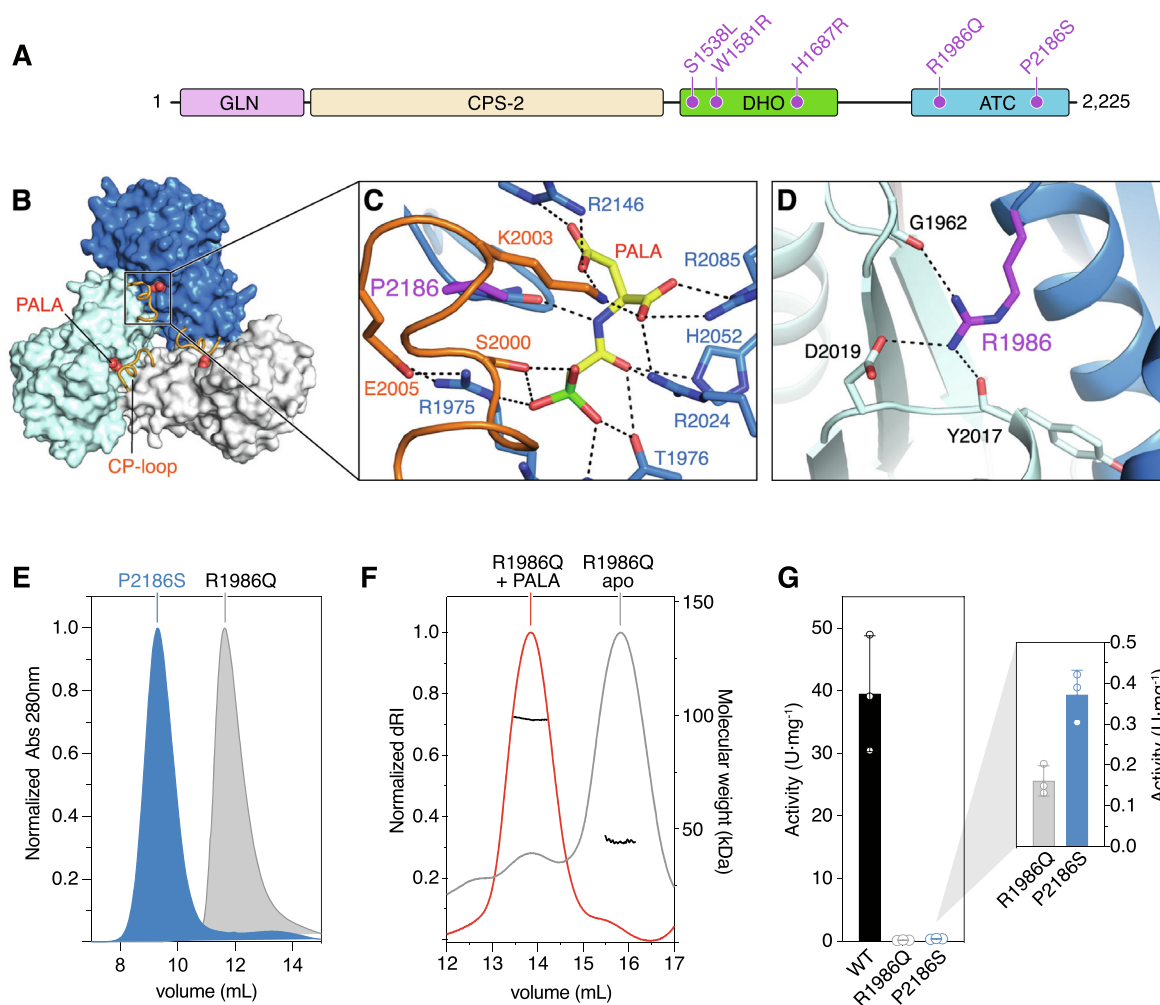 A
S1538L
W1581R
H1687R
R1986Q
P2186S
1
GLN
CPS-2
DHO
ATC
2,225
B
PALA
CP-loop
C
R2146
K2003
PALA
R2085
P2186
H2052
S2000
E2005
R1975
R2024
T1976
D
G1962
R1986
D2019
Y2017
E
P2186S
R1986Q
Normalized Abs 280nm
1.0
0.8
0.6
0.4
0.2
8
10
12
14
volume (mL)
F
R1986Q
+ PALA
R1986Q
apo
Normalized dRI
1.0
0.8
0.6
0.4
0.2
150
100
50
Molecular weight (kDa)
12
13
14
15
16
17
volume (mL)
G
Activity (U·mg-1)
50
40
30
20
10
0
WT
R1986Q
P2186S
0.5
0.4
0.3
0.2
0.1
0.0
R1986Q
P2186S
Activity (U·mg-1)